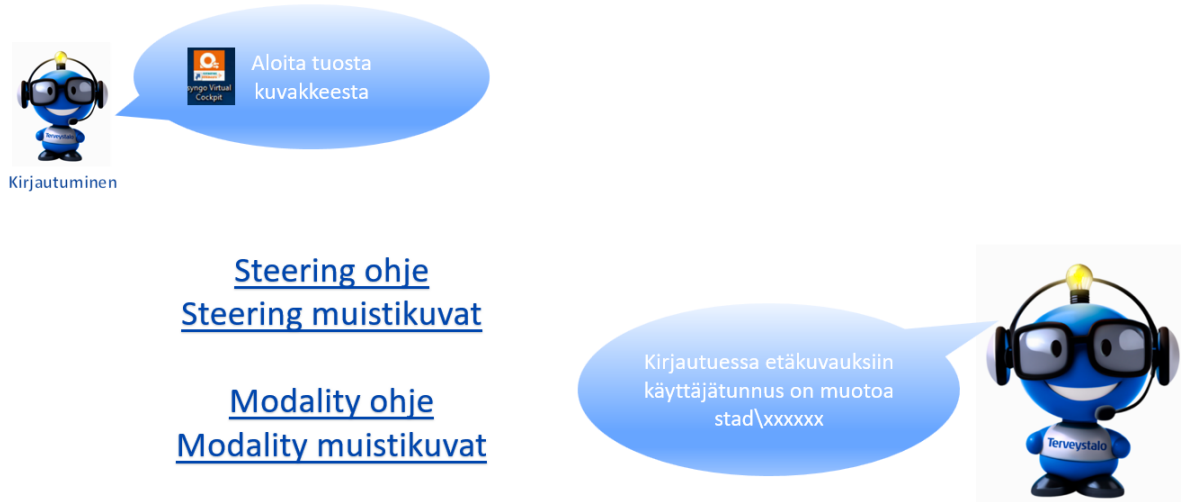 Aloita tuosta
kuvakkeesta
syngo Virtual
Cockpit
Terveystalo
Kirjautuminen
Steering ohje
Steering muistikuvat
Modality ohje
Modality muistikuvat
Kirjautuessa etäkuvauksiin
käyttäjätunnus on muotoa
stad\xxxxxx
Terveystalo